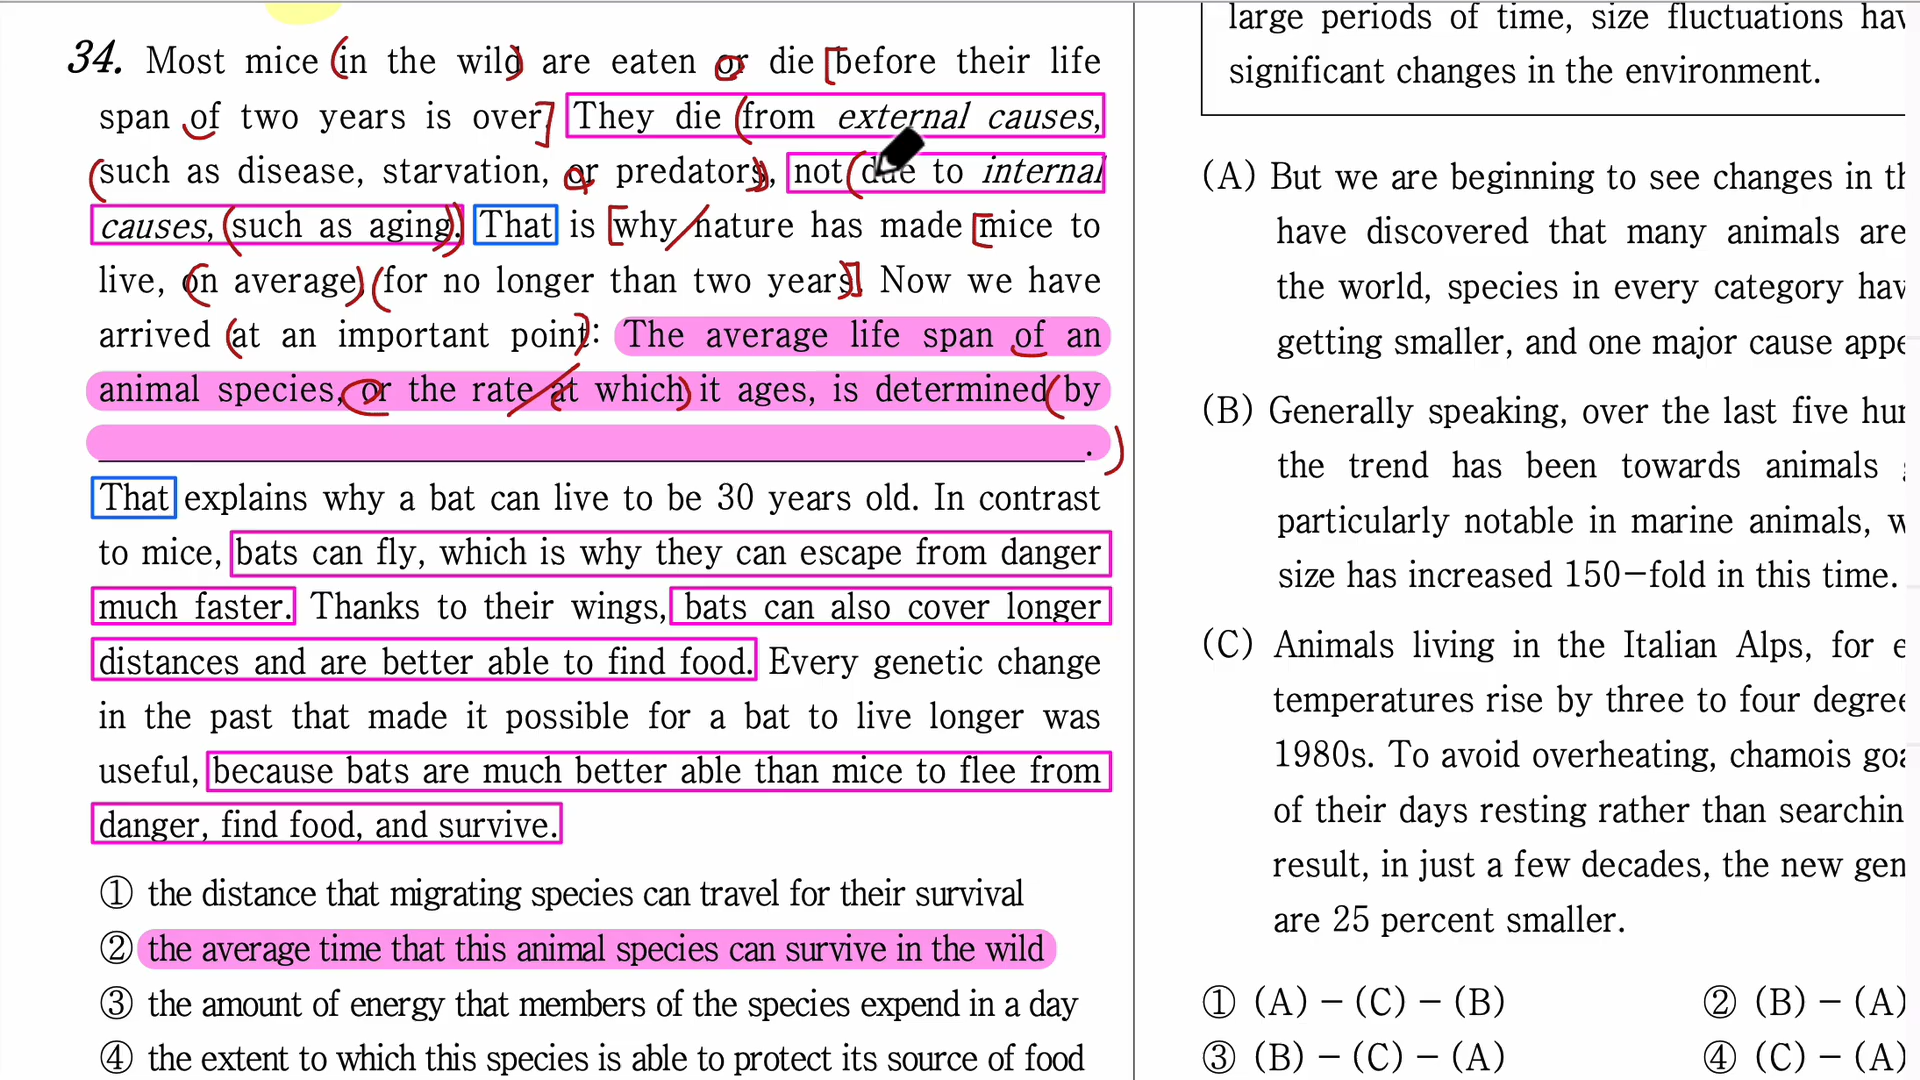 34. Most mice in the wild are eaten or die before their life
span of two years is over. They die from external causes,
such as disease, starvation, or predators, not due to internal
causes, such as aging. That is why nature has made mice to
live, on average, for no longer than two years. Now we have
arrived at an important point: The average life span of an
animal species, or the rate at which it ages, is determined by
.
That explains why a bat can live to be 30 years old. In contrast
to mice, bats can fly, which is why they can escape from danger
much faster. Thanks to their wings, bats can also cover longer
distances and are better able to find food. Every genetic change
in the past that made it possible for a bat to live longer was
useful, because bats are much better able than mice to flee from
danger, find food, and survive.
① the distance that migrating species can travel for their survival
② the average time that this animal species can survive in the wild
③ the amount of energy that members of the species expend in a day
④ the extent to which this species is able to protect its source of food
large periods of time, size fluctuations
significant changes in the environment.
(A) But we are beginning to see changes in
have discovered that many animals are
the world, species in every category
getting smaller, and one major cause
(B) Generally speaking, over the last five
the trend has been towards animals
particularly notable in marine animals,
size has increased 150-fold in this time.
(C) Animals living in the Italian Alps, for
temperatures rise by three to four
1980s. To avoid overheating, chamois
of their days resting rather than
result, in just a few decades, the new
are 25 percent smaller.
① (A) - (C) - (B) ② (B) - (A)
③ (B) - (C) - (A) ④ (C) - (A)